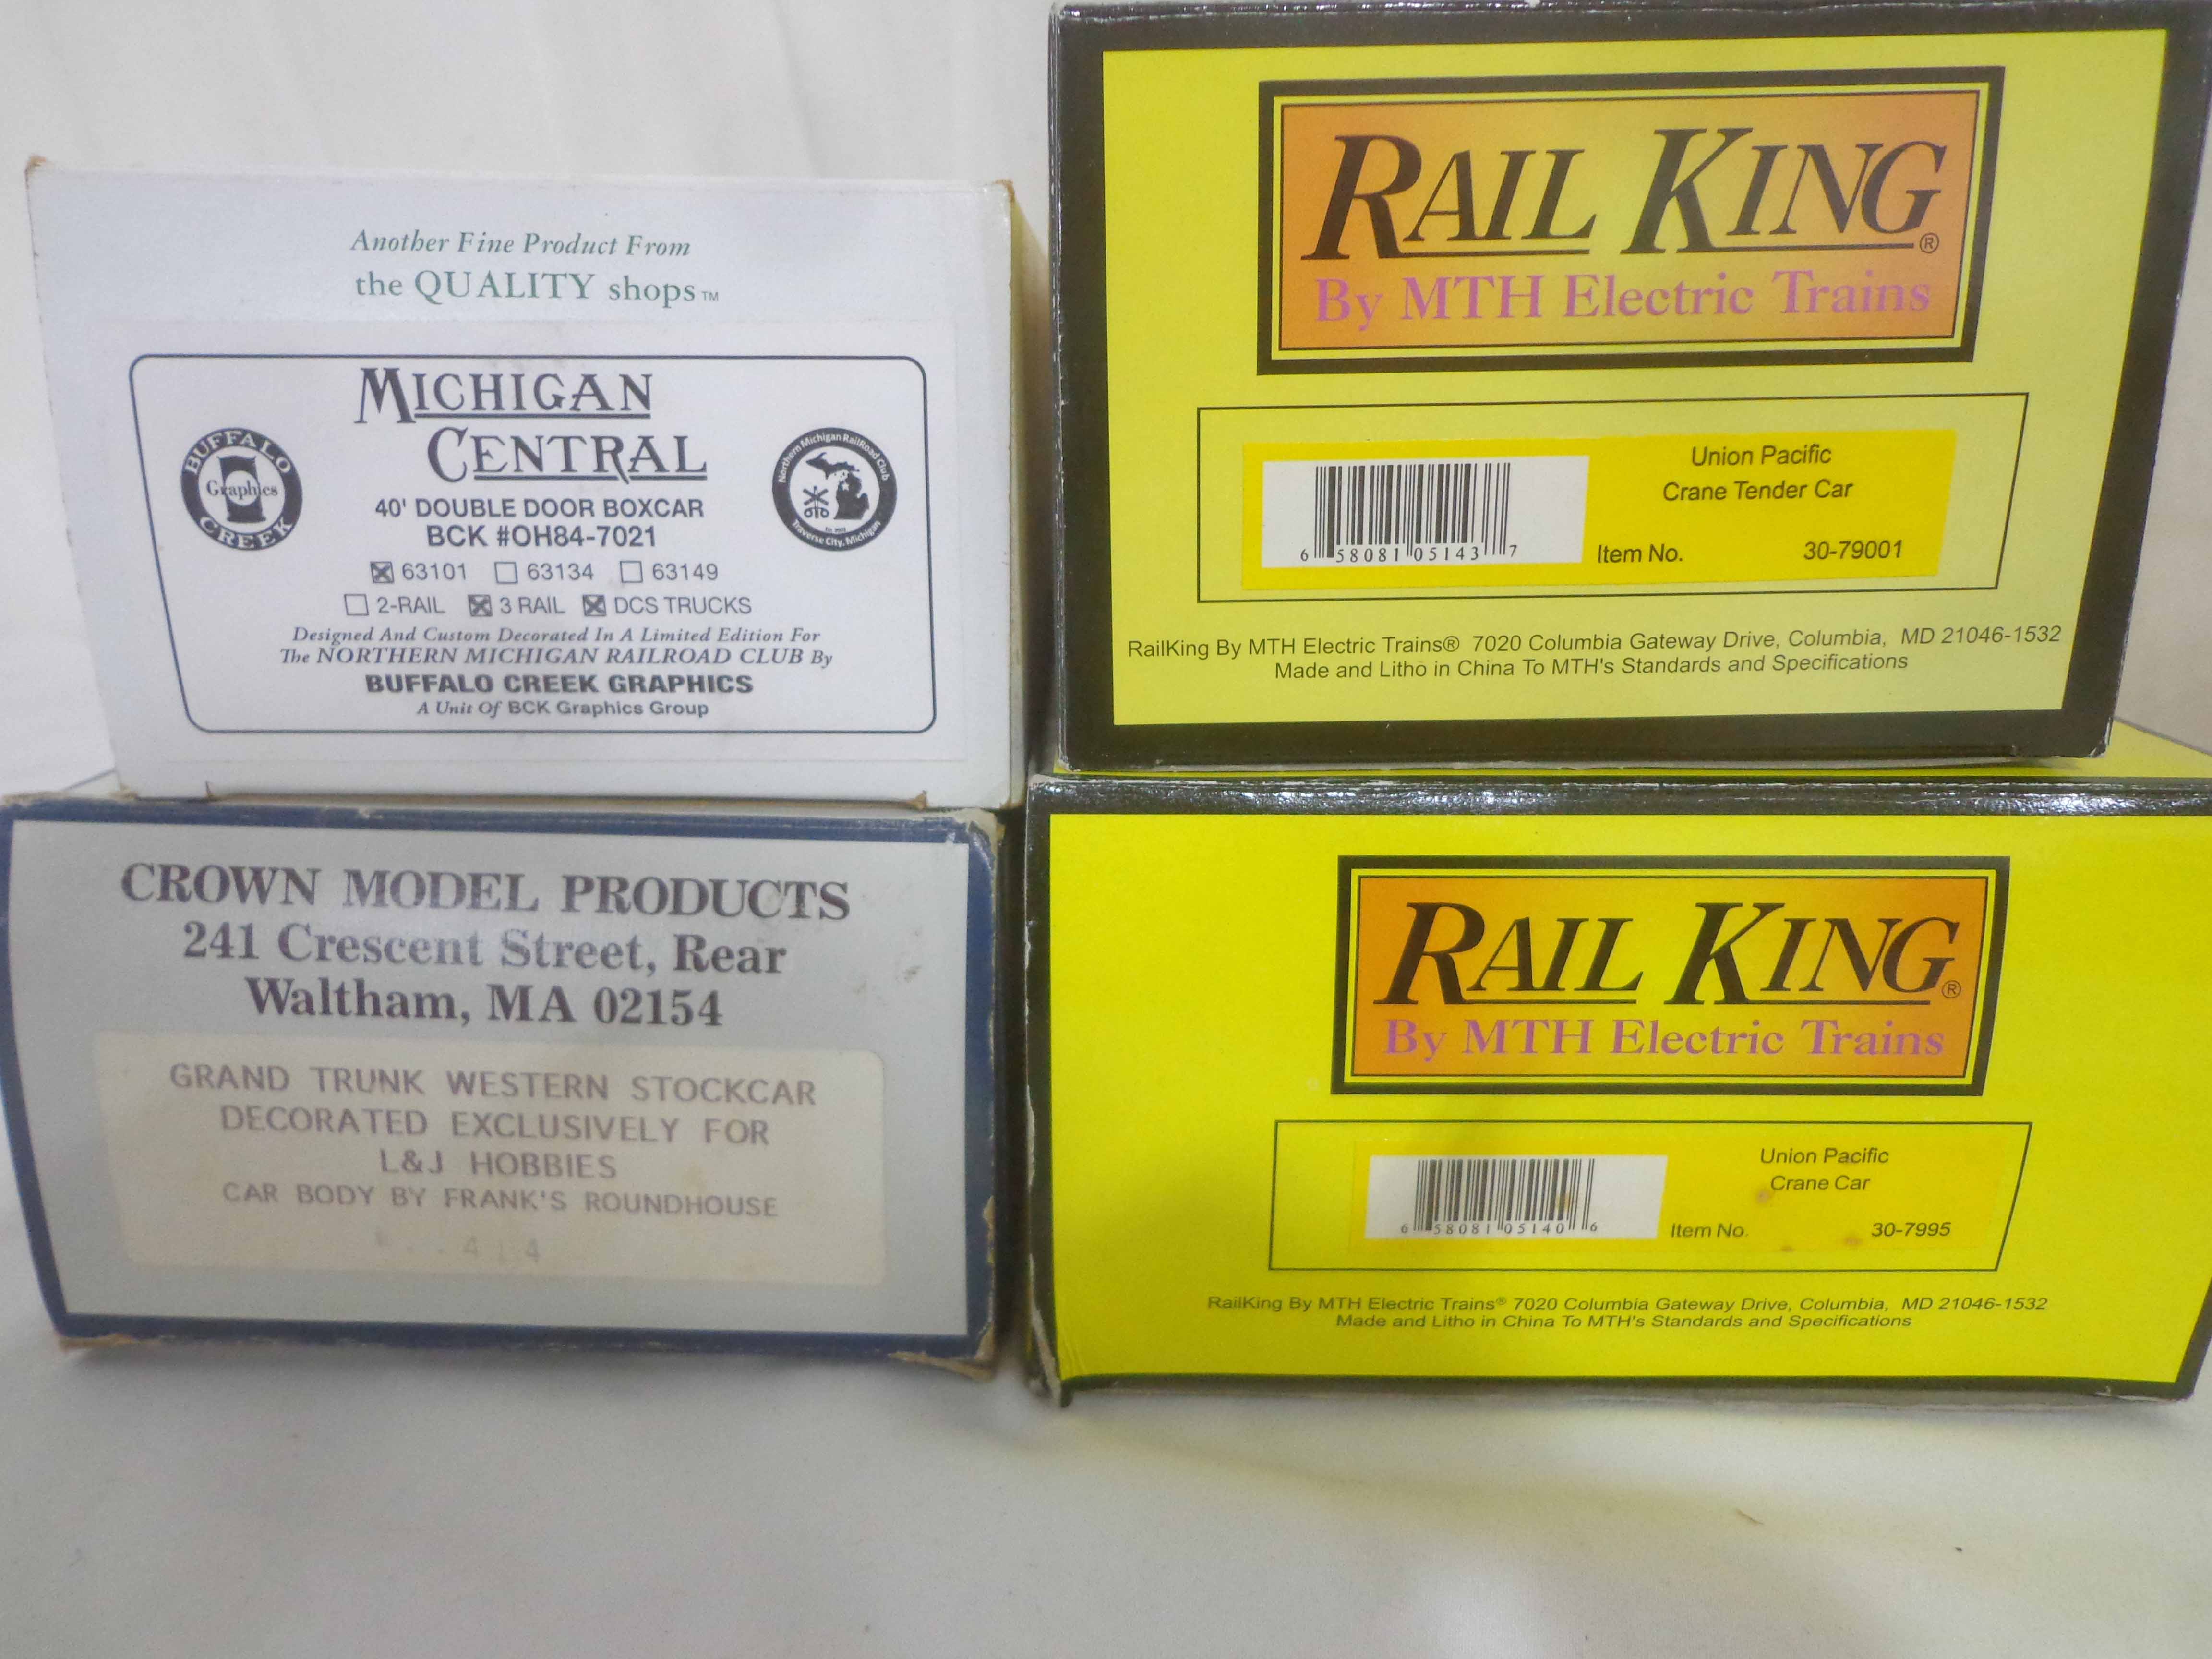 Another Fine Product From
the QUALITY shops™
MICHIGAN
CENTRAL
BUFFALO
Graphics
CREEK
Northern Michigan RailRoad Club
Traverse City, Michigan
40' DOUBLE DOOR BOXCAR
BCK #OH84-7021
☒ 63101 ☐ 63134 ☐ 63149
☐ 2-RAIL ☒ 3 RAIL ☒ DCS TRUCKS
Designed And Custom Decorated In A Limited Edition For
The NORTHERN MICHIGAN RAILROAD CLUB By
BUFFALO CREEK GRAPHICS
A Unit Of BCK Graphics Group
RAIL KING®
By MTH Electric Trains
Union Pacific
Crane Tender Car
6 58081 05143 7
Item No. 30-79001
RailKing By MTH Electric Trains® 7020 Columbia Gateway Drive, Columbia, MD 21046-1532
Made and Litho in China To MTH's Standards and Specifications
CROWN MODEL PRODUCTS
241 Crescent Street, Rear
Waltham, MA 02154
GRAND TRUNK WESTERN STOCKCAR
DECORATED EXCLUSIVELY FOR
L&J HOBBIES
CAR BODY BY FRANK'S ROUNDHOUSE
RAIL KING®
By MTH Electric Trains
Union Pacific
Crane Car
6 58081 05140 6
Item No. 30-7995
RailKing By MTH Electric Trains® 7020 Columbia Gateway Drive, Columbia, MD 21046-1532
Made and Litho in China To MTH's Standards and Specifications